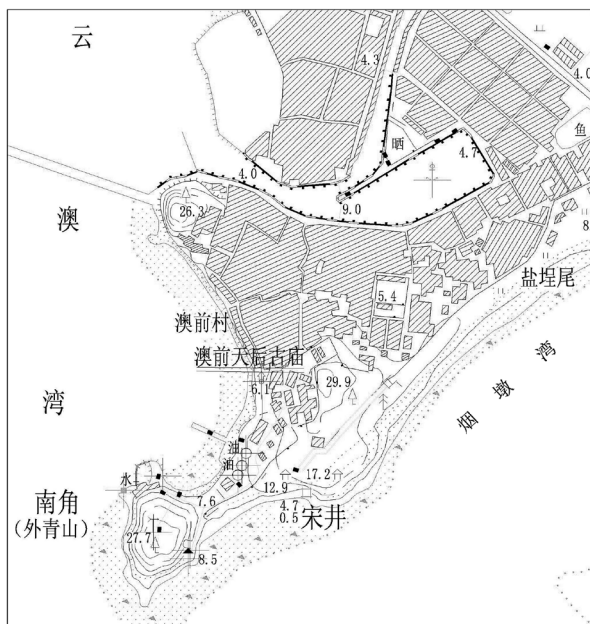 云
4.3
4.0
鱼
晒
4.7
4.0
9.0
26.3
澳
8
盐埕尾
5.4
澳前村
澳前天后古庙
6.1
29.9
湾
烟墩湾
油
油
水
17.2
12.9
7.6
南角
(外青山)
4.7
0.5
宋井
27.7
8.5